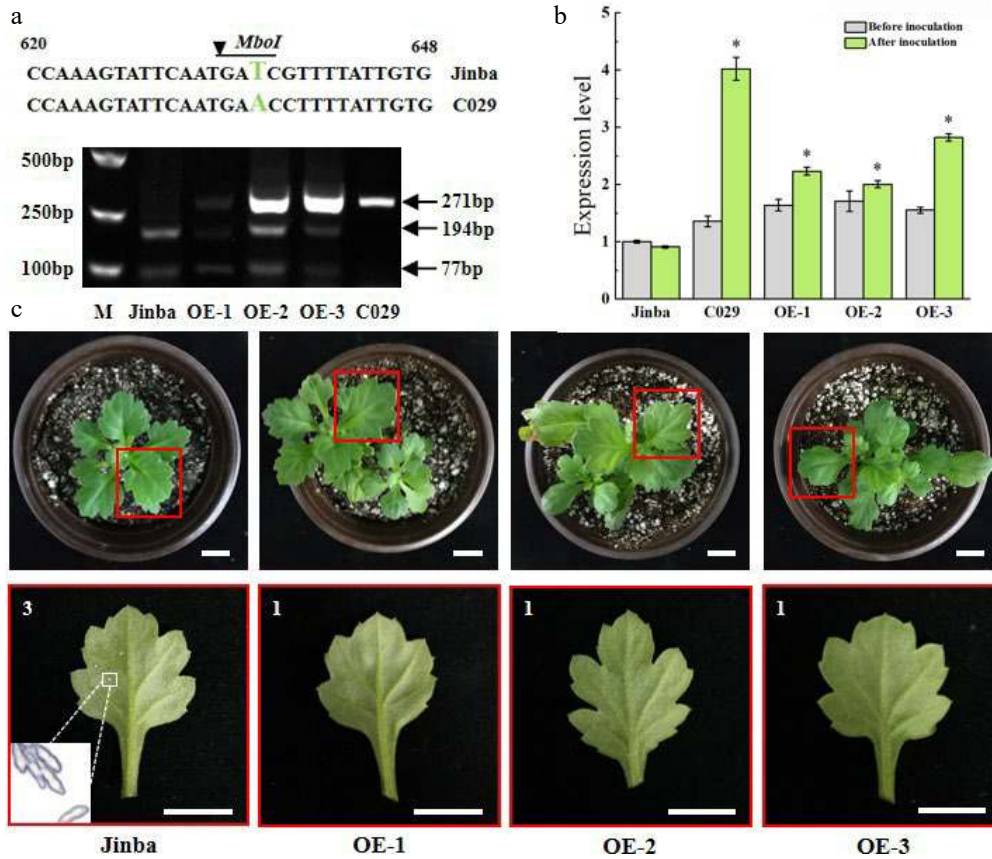 a
620 MboI 648
CCAAAGTATTCAATGATCGTTTTATTGTG Jinba
CCAAAGTATTCAATGAACCTTTTATTGTG C029
500bp
250bp
100bp
271bp
194bp
77bp
M Jinba OE-1 OE-2 OE-3 C029
b
Before inoculation
After inoculation
Expression level
5
4
3
2
1
0
* * * *
Jinba C029 OE-1 OE-2 OE-3
c
3 1 1 1
Jinba OE-1 OE-2 OE-3